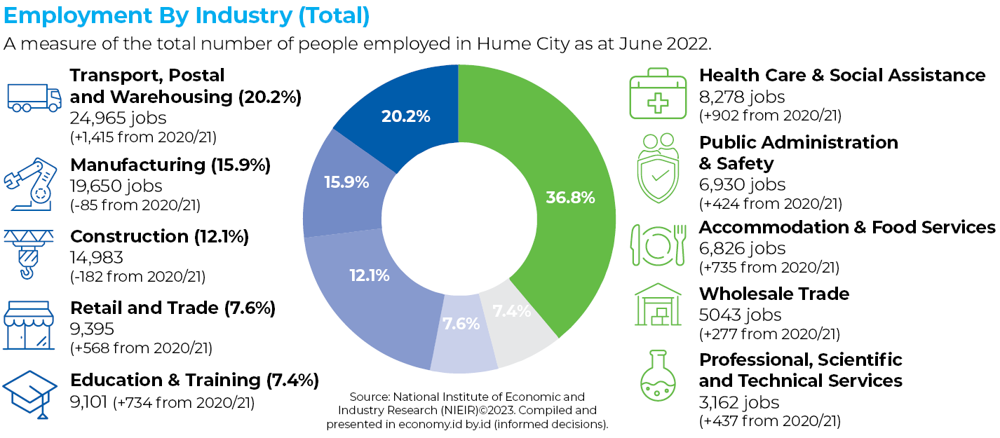 Employment By Industry (Total)
A measure of the total number of people employed in Hume City as at June 2022.
Transport, Postal
and Warehousing (20.2%)
24,965 jobs
(+1,415 from 2020/21)
Manufacturing (15.9%)
19,650 jobs
(-85 from 2020/21)
Construction (12.1%)
14,983
(-182 from 2020/21)
Retail and Trade (7.6%)
9,395
(+568 from 2020/21)
Education & Training (7.4%)
9,101 (+734 from 2020/21)
20.2%
36.8%
15.9%
12.1%
7.6%
7.4%
Source: National Institute of Economic and
Industry Research (NIEIR)©2023. Compiled and
presented in economy.id by.id (informed decisions).
Health Care & Social Assistance
8,278 jobs
(+902 from 2020/21)
Public Administration
& Safety
6,930 jobs
(+424 from 2020/21)
Accommodation & Food Services
6,826 jobs
(+735 from 2020/21)
Wholesale Trade
5043 jobs
(+277 from 2020/21)
Professional, Scientific
and Technical Services
3,162 jobs
(+437 from 2020/21)